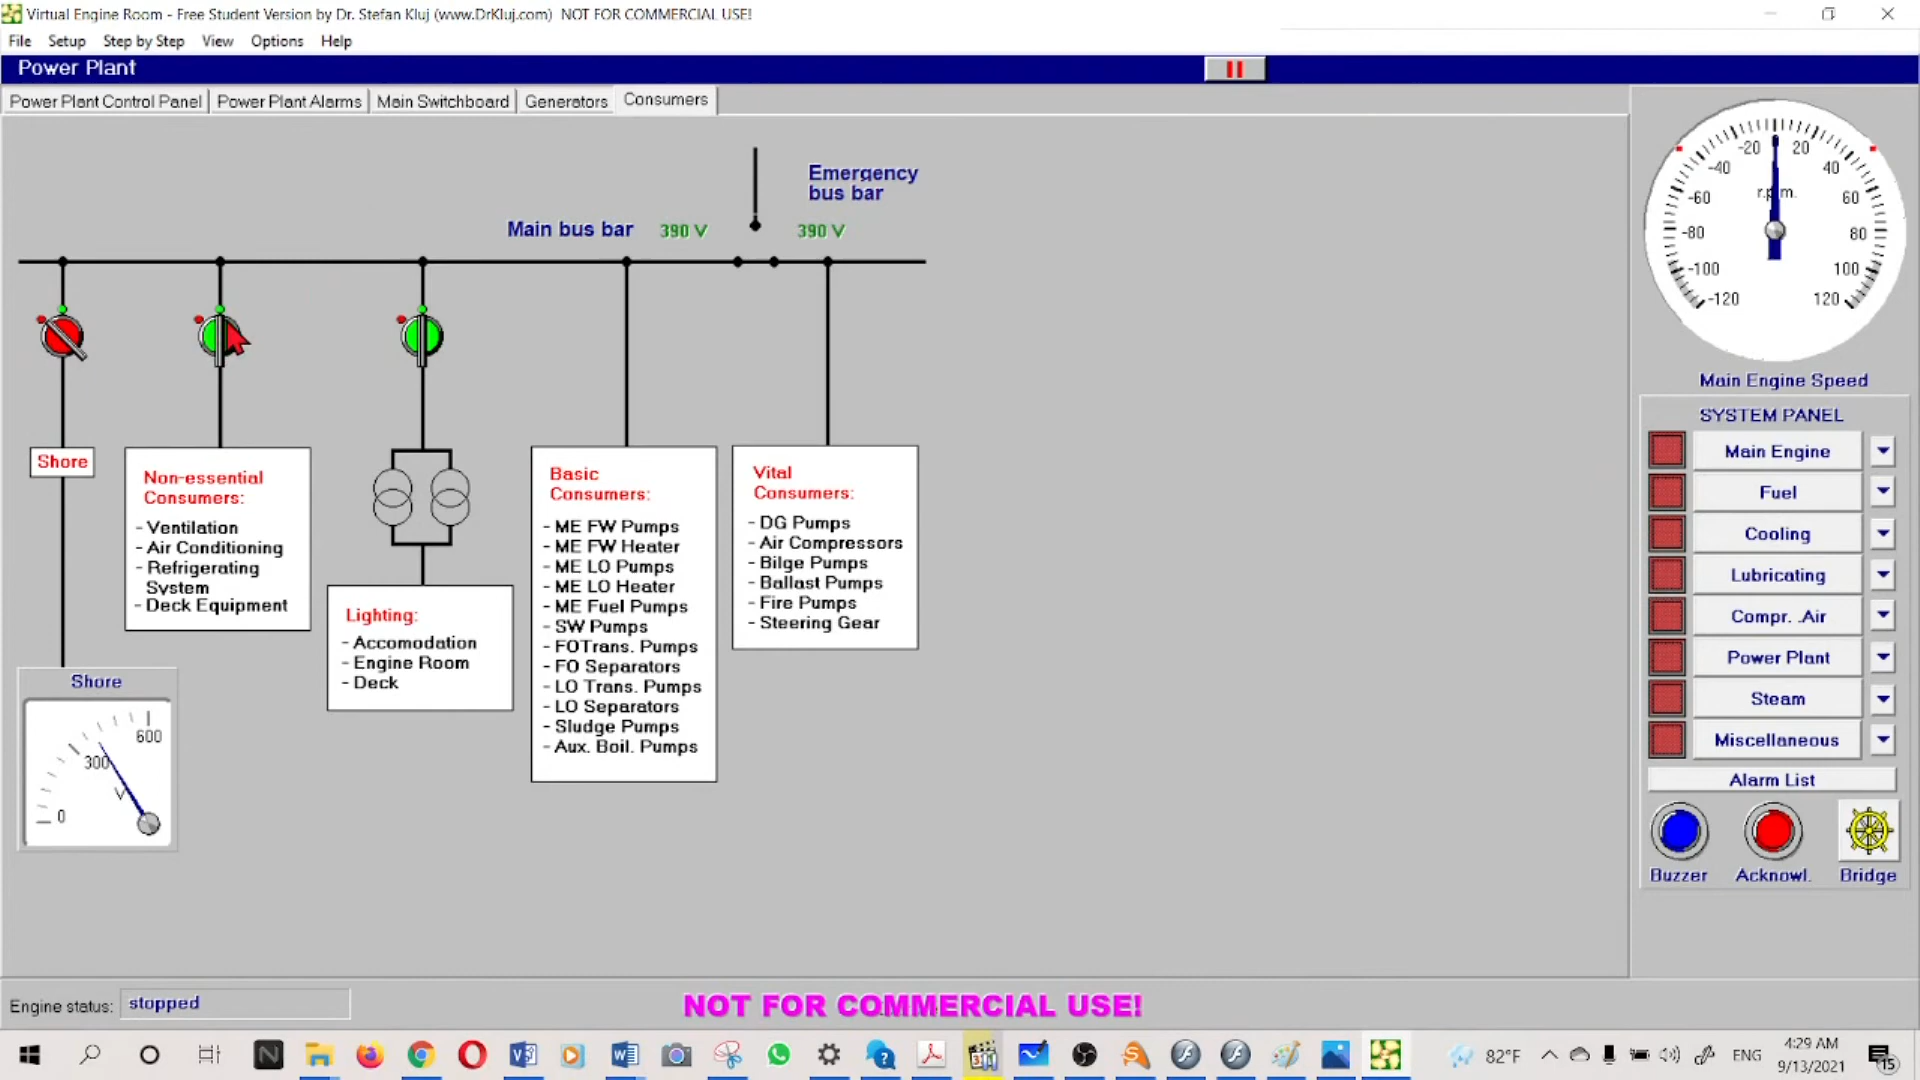 Virtual Engine Room - Free Student Version by Dr. Stefan Kluj (www.DrKluj.com) NOT FOR COMMERCIAL USE!
File Setup Step by Step View Options Help
Power Plant
Power Plant Control Panel Power Plant Alarms Main Switchboard Generators Consumers
Emergency
bus bar
Main bus bar 390 V 390 V
Shore
Non-essential
Consumers:
- Ventilation
- Air Conditioning
- Refrigerating
System
- Deck Equipment
Lighting:
- Accomodation
- Engine Room
- Deck
Basic
Consumers:
- ME FW Pumps
- ME FW Heater
- ME LO Pumps
- ME LO Heater
- ME Fuel Pumps
- SW Pumps
- FOTrans. Pumps
- FO Separators
- LO Trans. Pumps
- LO Separators
- Sludge Pumps
- Aux. Boil. Pumps
Vital
Consumers:
- DG Pumps
- Air Compressors
- Bilge Pumps
- Ballast Pumps
- Fire Pumps
- Steering Gear
Shore
600
300
V
0
-20 20
-40 40
r.p.m.
-60 60
-80 80
-100 100
-120 120
Main Engine Speed
SYSTEM PANEL
Main Engine
Fuel
Cooling
Lubricating
Compr. .Air
Power Plant
Steam
Miscellaneous
Alarm List
Buzzer Acknowl. Bridge
Engine status: stopped
NOT FOR COMMERCIAL USE!
82°F ENG 4:29 AM
9/13/2021 15